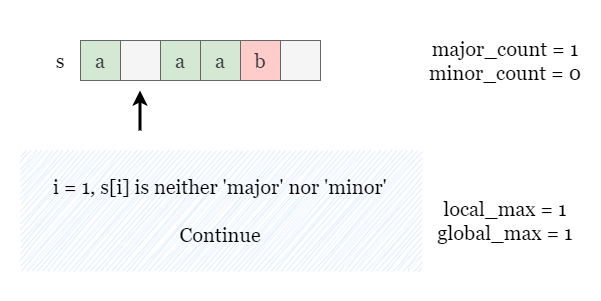 s a a a b
major_count = 1
minor_count = 0
i = 1, s[i] is neither 'major' nor 'minor'
Continue
local_max = 1
global_max = 1